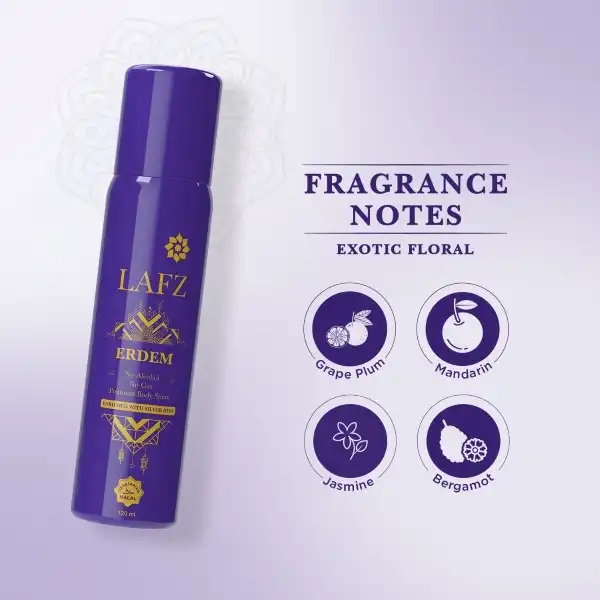 FRAGRANCE
NOTES
EXOTIC FLORAL
Grape Plum
Mandarin
Jasmine
Bergamot
LAFZ
ERDEM
No Alcohol
No Gas
Premium Body Spray
ENRICHED WITH SILVER IONS
HALAL
120 ml